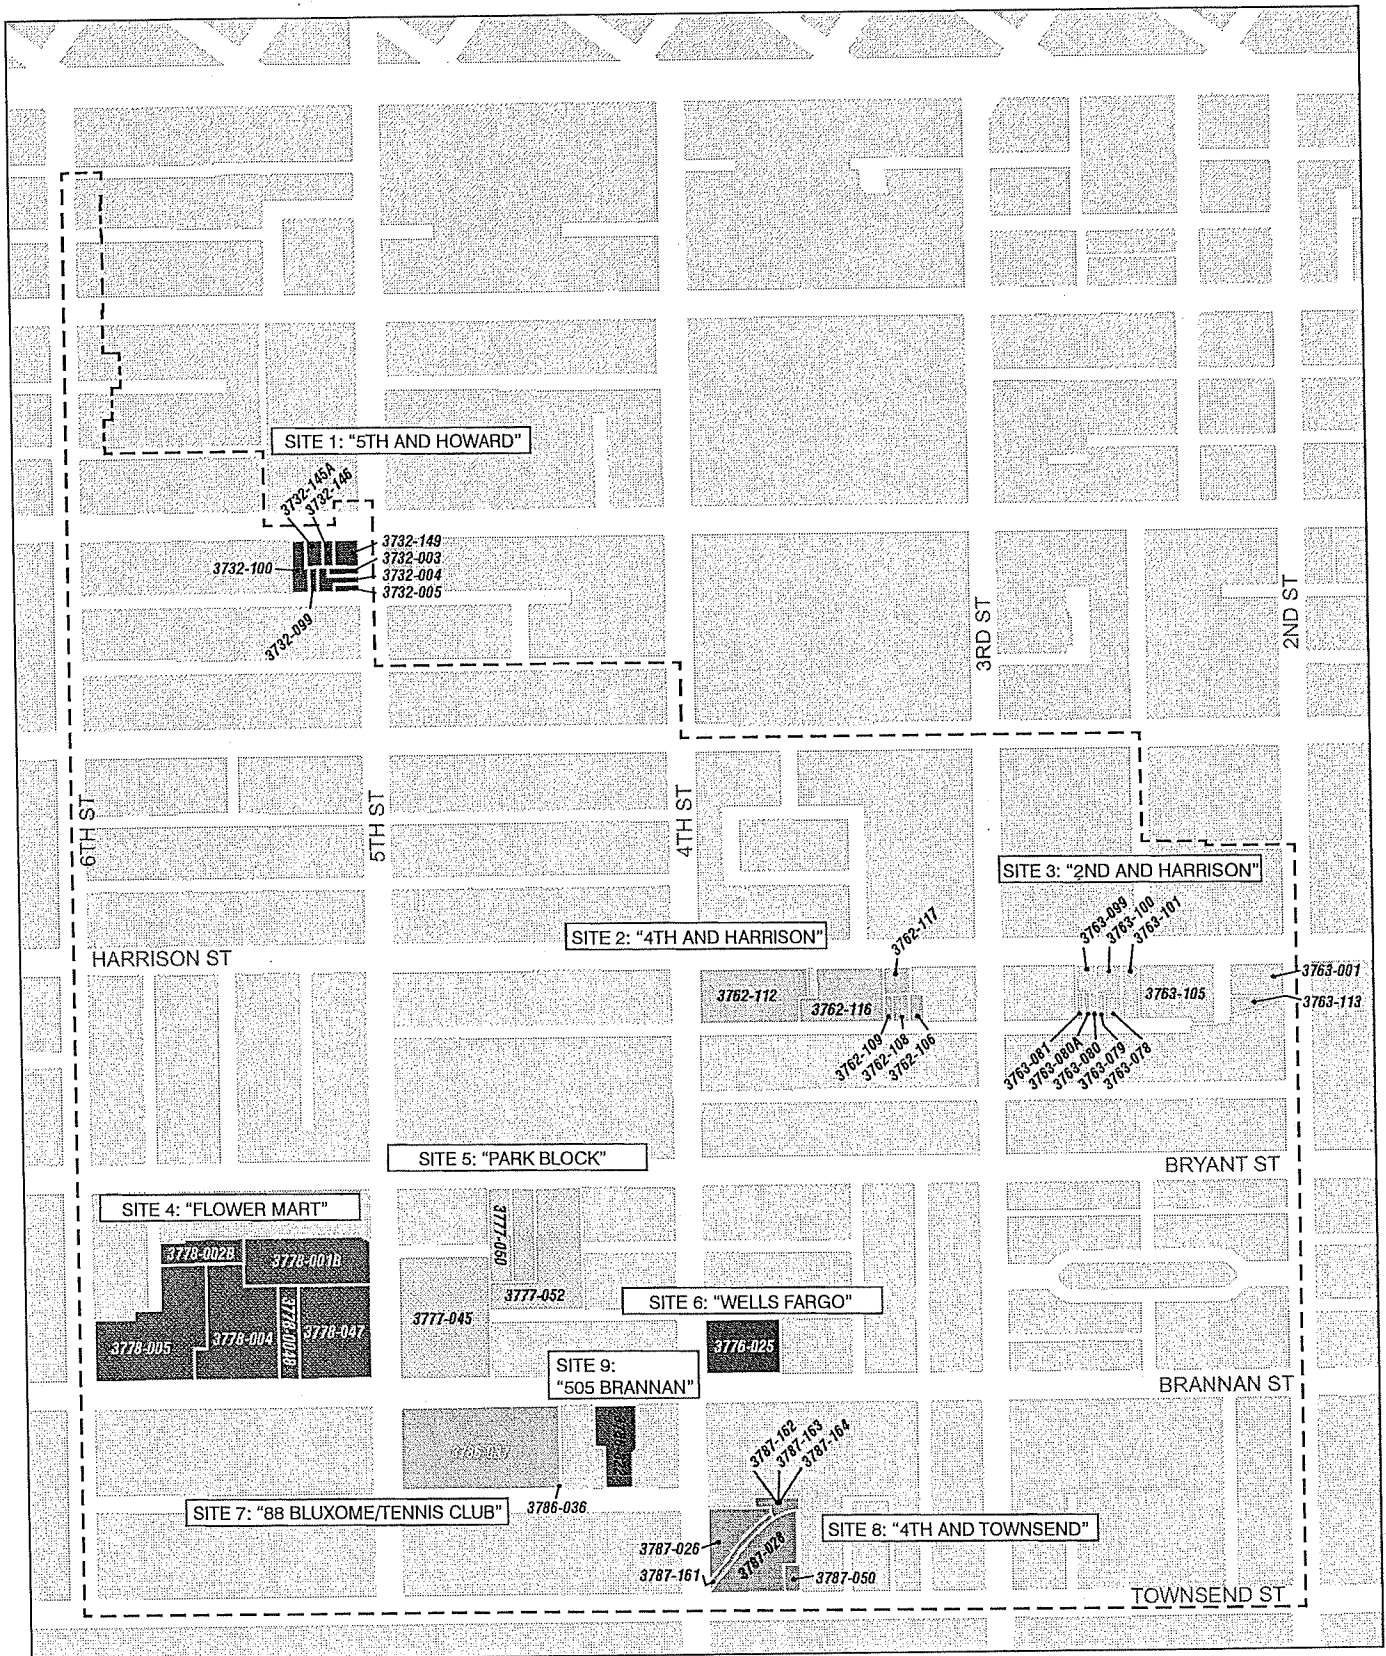 SITE 1: "5TH AND HOWARD"
3732-145A
3732-146
3732-149
3732-003
3732-100
3732-004
3732-005
3732-099
3RD ST
2ND ST
6TH ST
5TH ST
4TH ST
SITE 3: "2ND AND HARRISON"
3763-099
3763-100
3763-101
SITE 2: "4TH AND HARRISON"
3762-117
HARRISON ST
3762-112
3762-116
3763-105
3763-001
3763-113
3762-109
3762-108
3762-106
3763-081
3763-080A
3763-080
3763-079
3763-078
SITE 5: "PARK BLOCK"
BRYANT ST
SITE 4: "FLOWER MART"
3778-002B
3778-001B
3777-050
3777-052
3777-045
SITE 6: "WELLS FARGO"
3778-005
3778-004
3778-004B
3778-047
3776-025
SITE 9:
"505 BRANNAN"
BRANNAN ST
3787-162
3787-163
3787-164
3786-036
SITE 7: "88 BLUXOME/TENNIS CLUB"
SITE 8: "4TH AND TOWNSEND"
3787-026
3787-028
3787-161
3787-050
TOWNSEND ST